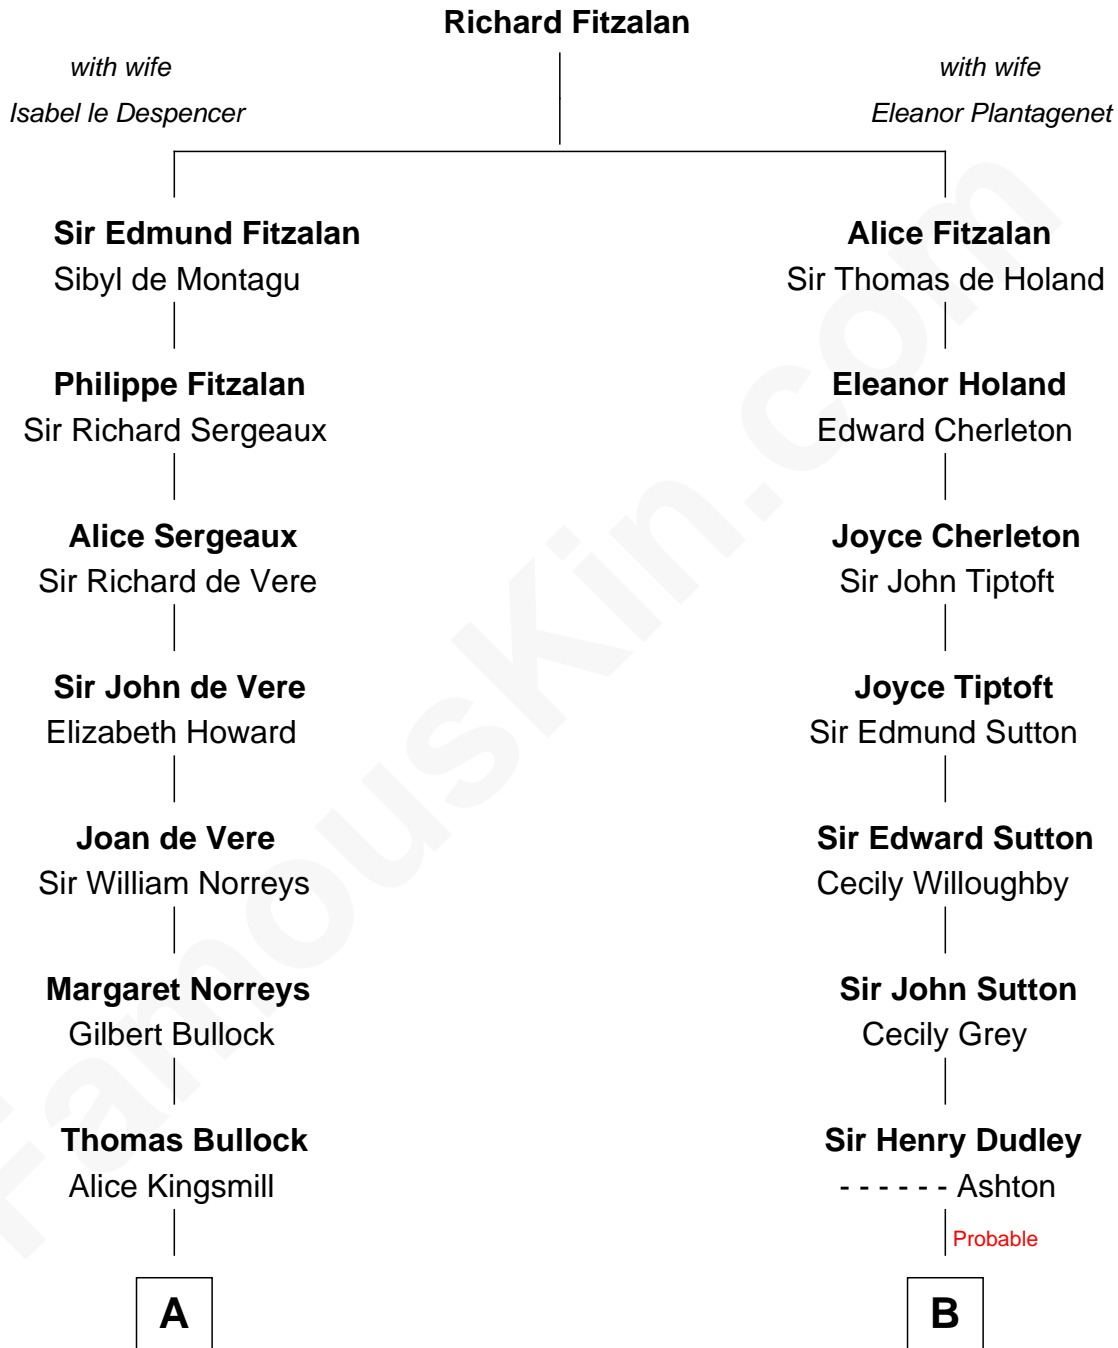 Richard Fitzalan
with wife
Isabel le Despencer
with wife
Eleanor Plantagenet
Sir Edmund Fitzalan
Sibyl de Montagu
Alice Fitzalan
Sir Thomas de Holand
Philippe Fitzalan
Sir Richard Sergeaux
Eleanor Holand
Edward Cherleton
Alice Sergeaux
Sir Richard de Vere
Joyce Cherleton
Sir John Tiptoft
Sir John de Vere
Elizabeth Howard
Joyce Tiptoft
Sir Edmund Sutton
Joan de Vere
Sir William Norreys
Sir Edward Sutton
Cecily Willoughby
Margaret Norreys
Gilbert Bullock
Sir John Sutton
Cecily Grey
Thomas Bullock
Alice Kingsmill
Sir Henry Dudley
- - - - - - Ashton
Probable
A
B
FamousKin.com